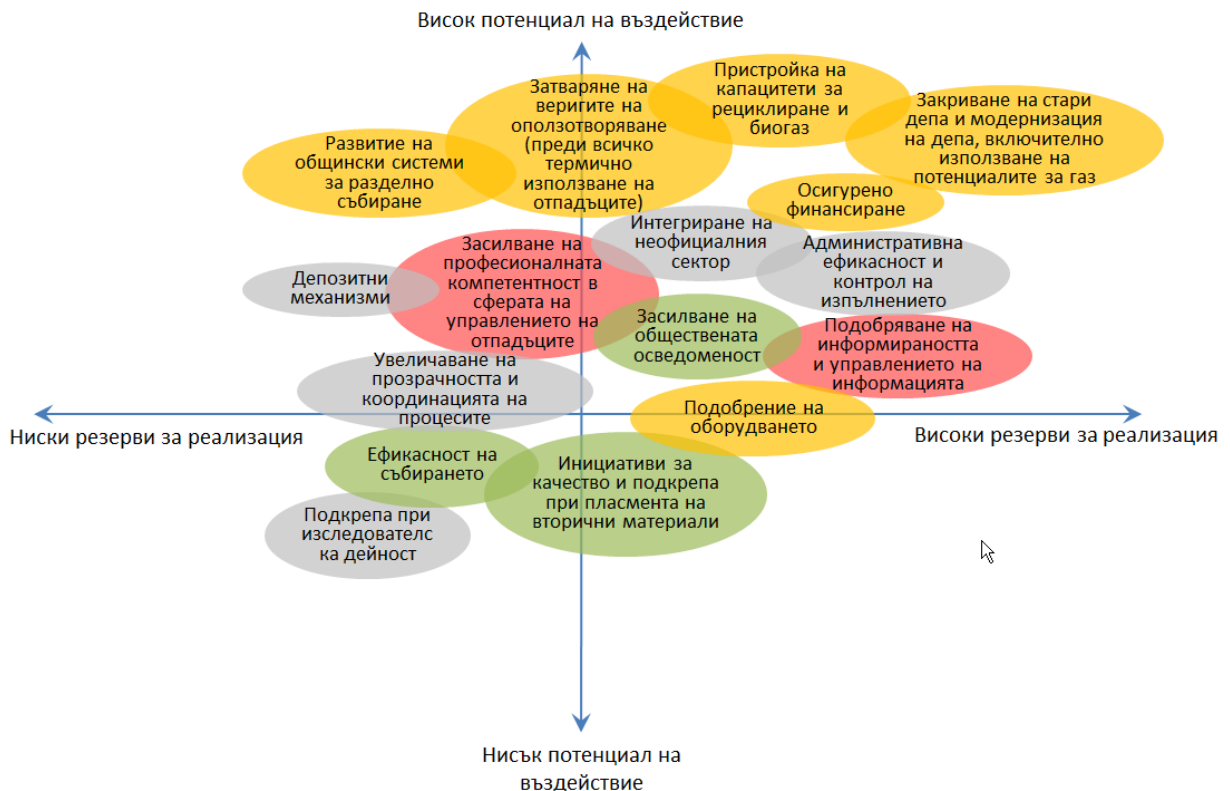 Висок потенциал на въздействие
Пристройка на
капацитети за
рециклиране и
биогаз
Затваряне на
веригите на
оползотворяване
(преди всичко
термично
използване на
отпадъците)
Закриване на стари
депа и модернизация
на депа, включително
използване на
потенциалите за газ
Развитие на
общински системи
за разделно
събиране
Осигурено
финансиране
Интегриране на
неофициалния
сектор
Административна
ефикасност и
контрол на
изпълнението
Засилване на
професионалната
компетентност в
сферата на
управлението на
отпадъците
Депозитни
механизми
Засилване на
обществената
осведоменост
Подобряване на
информираността
и управлението на
информацията
Увеличаване на
прозрачността и
координацията на
процесите
Подобрение на
оборудването
Ниски резерви за реализация
Високи резерви за реализация
Ефикасност на
събирането
Инициативи за
качество и подкрепа
при пласмента на
вторични материали
Подкрепа при
изследователс
ка дейност
Нисък потенциал на
въздействие